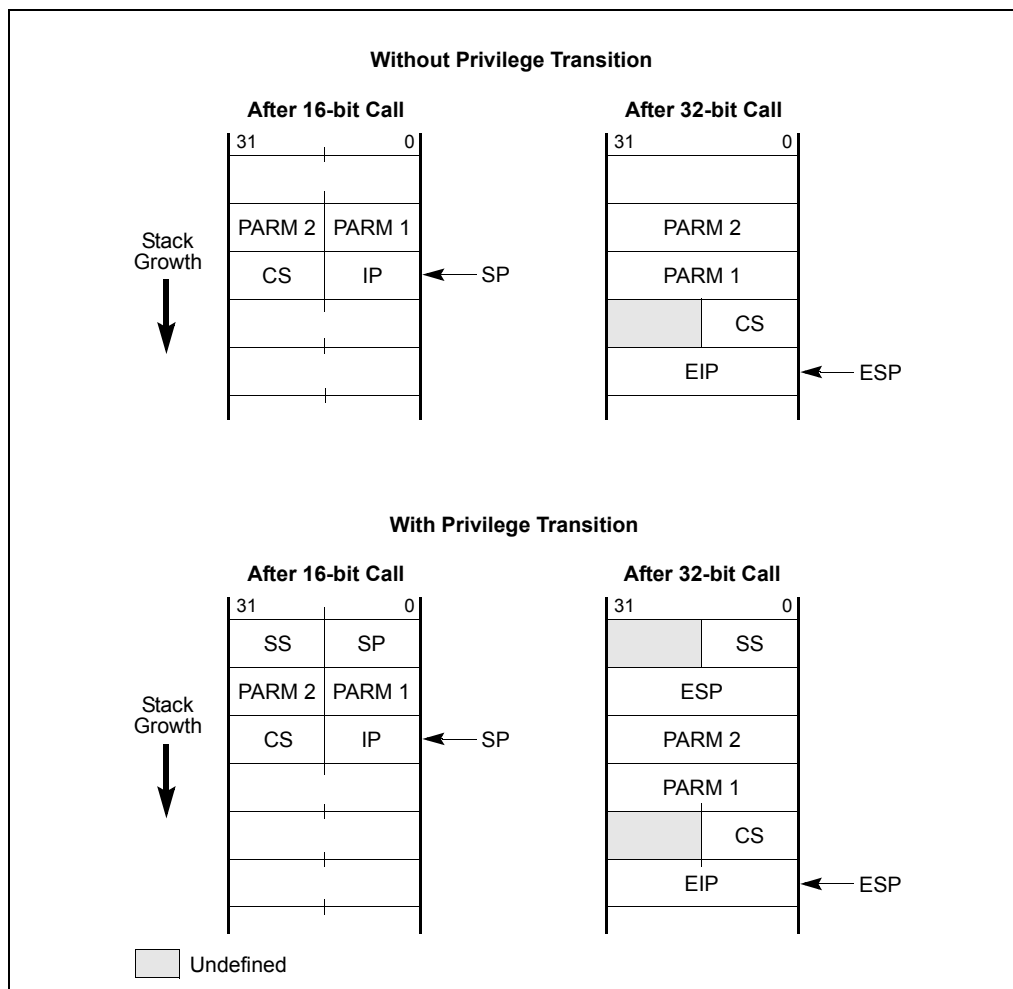 Without Privilege Transition
After 16-bit Call
After 32-bit Call
31 0
31 0
PARM 2 PARM 1
PARM 2
Stack
Growth
CS IP
SP
PARM 1
CS
EIP
ESP
With Privilege Transition
After 16-bit Call
After 32-bit Call
31 0
31 0
SS SP
SS
PARM 2 PARM 1
ESP
Stack
Growth
CS IP
SP
PARM 2
PARM 1
CS
EIP
ESP
Undefined